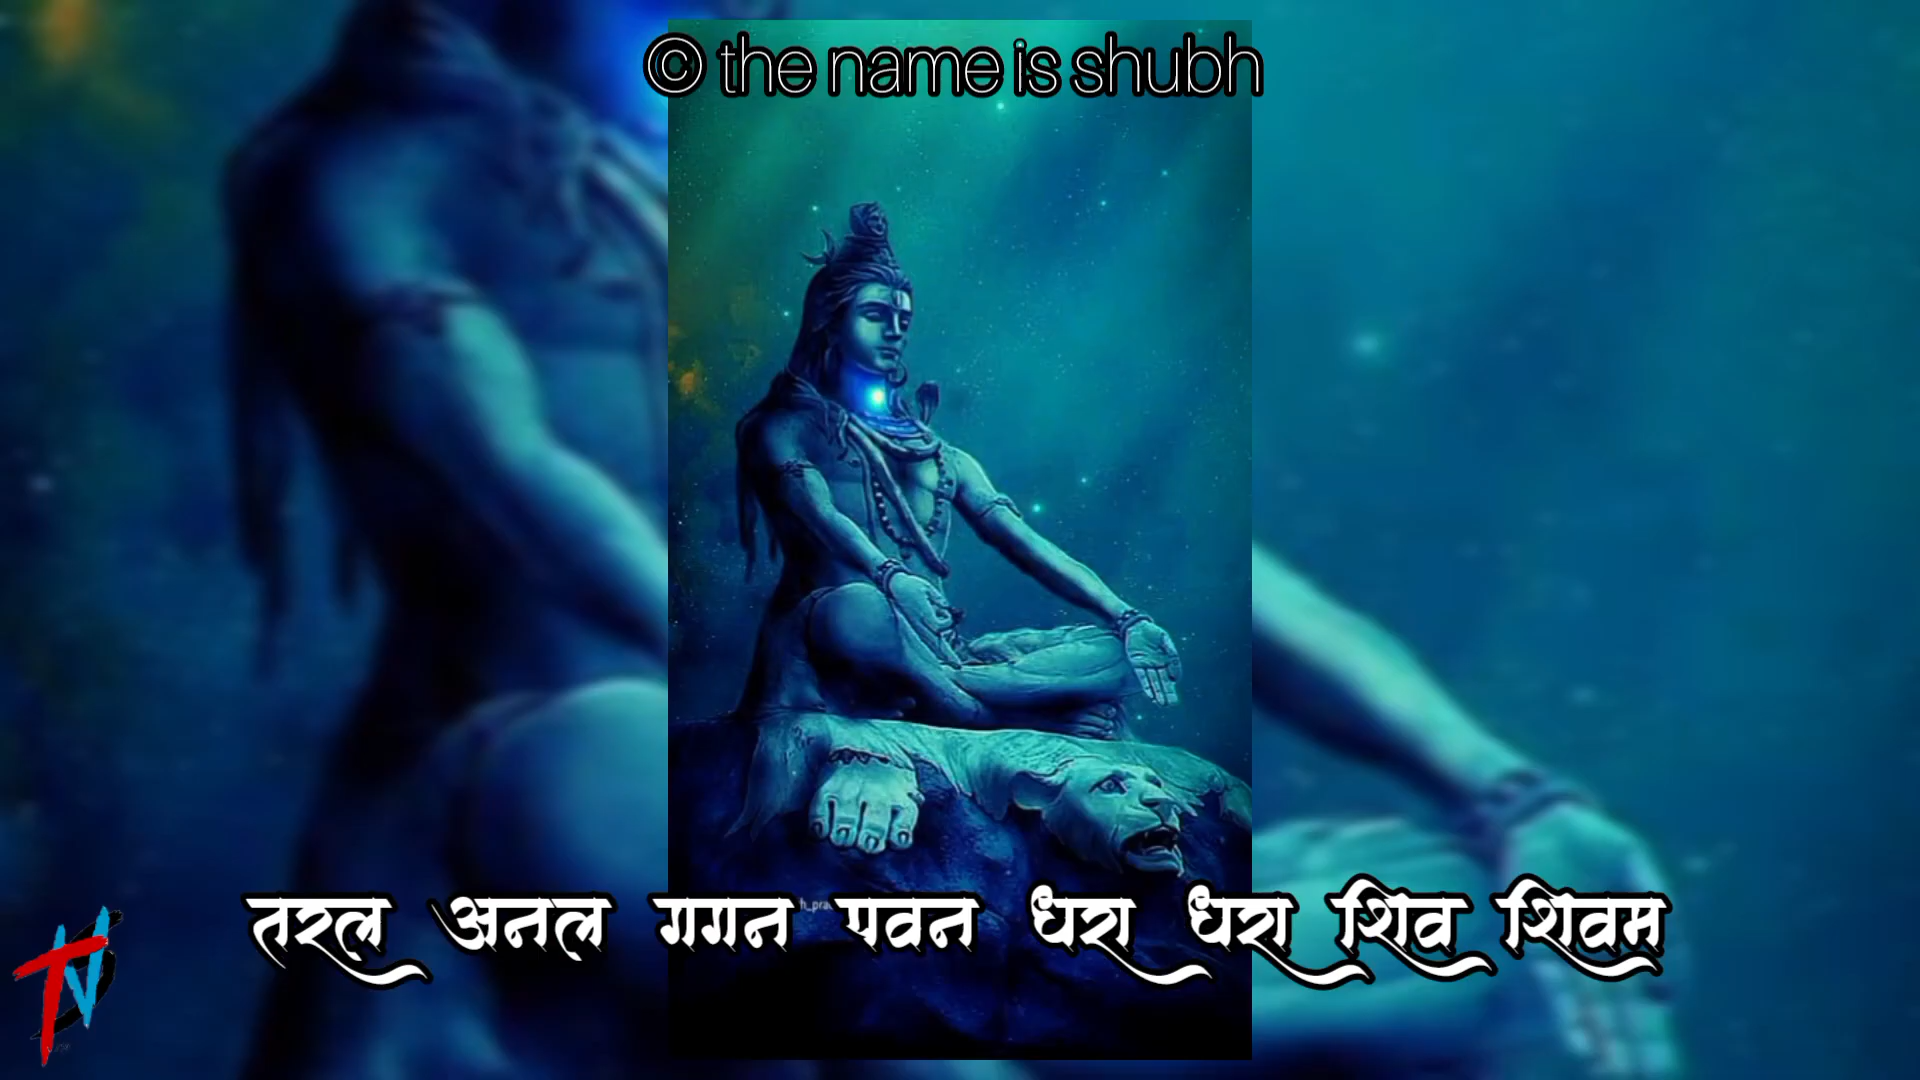 © the name is shubh
तरल अनल गगन पवन धरा धरा शिव शिवम